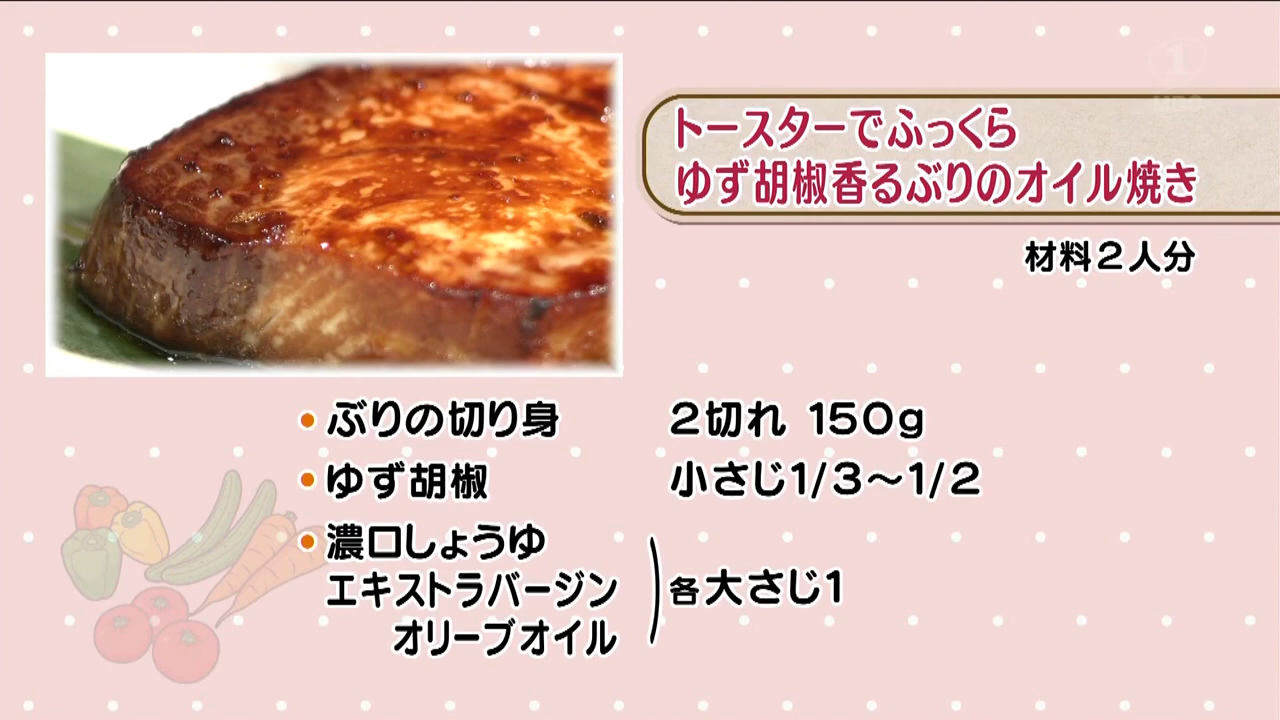 1
HBC
トースターでふっくら
ゆず胡椒香るぶりのオイル焼き
材料2人分
ぶりの切り身 2切れ 150g
ゆず胡椒 小さじ1/3〜1/2
濃口しょうゆ
エキストラバージン
オリーブオイル
各大さじ1